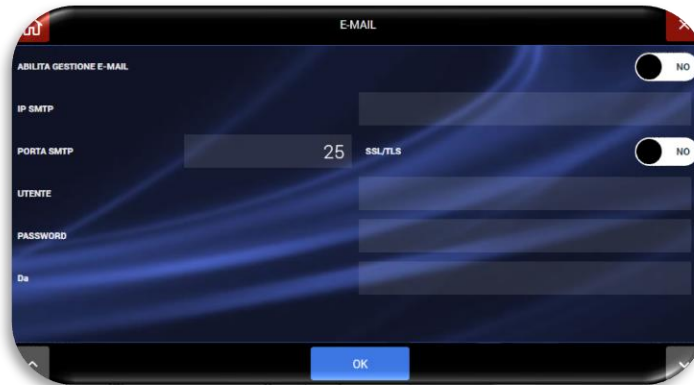 E-MAIL
ABILITA GESTIONE E-MAIL NO
IP SMTP
PORTA SMTP 25 SSL/TLS NO
UTENTE
PASSWORD
Da
OK